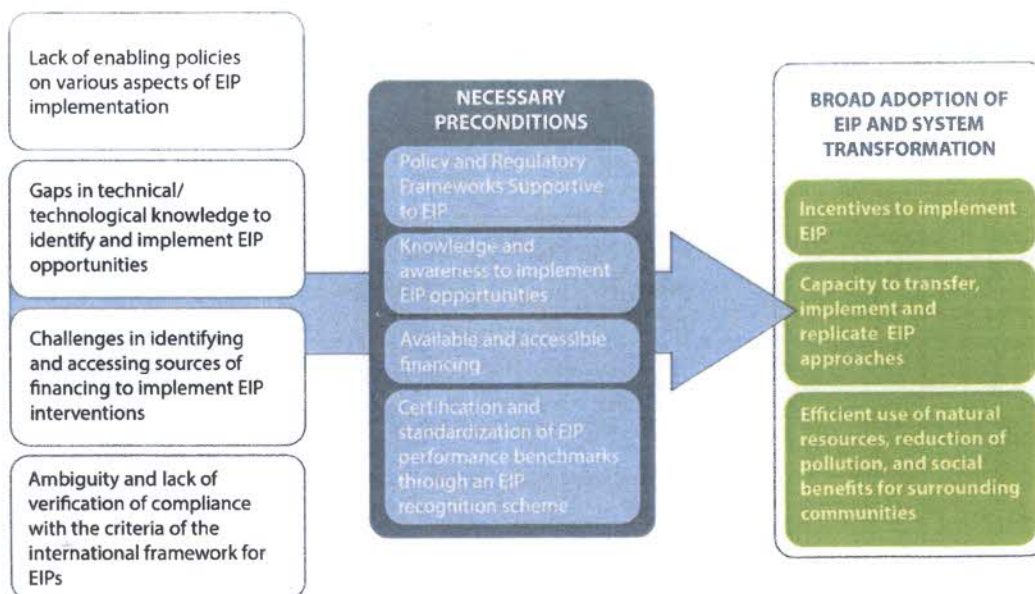 Lack of enabling policies
on various aspects of EIP
implementation
Gaps in technical/
technological knowledge to
identify and implement EIP
opportunities
Challenges in identifying
and accessing sources of
financing to implement EIP
interventions
Ambiguity and lack of
verification of compliance
with the criteria of the
international framework for
EIPs
NECESSARY
PRECONDITIONS
Policy and Regulatory
Frameworks Supportive
to EIP
Knowledge and
awareness to implement
EIP opportunities
Available and accessible
financing
Certification and
standardization of EIP
performance benchmarks
through an EIP
recognition scheme
BROAD ADOPTION OF
EIP AND SYSTEM
TRANSFORMATION
Incentives to implement
EIP
Capacity to transfer,
implement and
replicate EIP
approaches
Efficient use of natural
resources, reduction of
pollution, and social
benefits for surrounding
communities